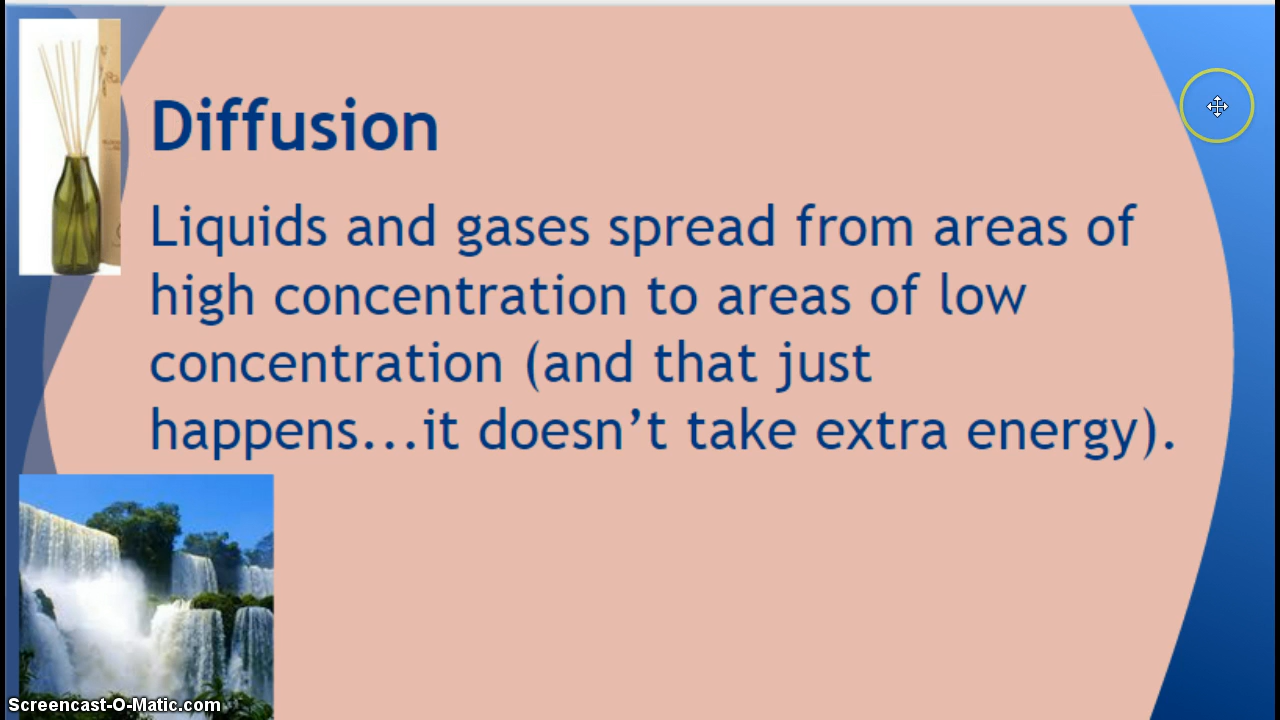 Diffusion
Liquids and gases spread from areas of
high concentration to areas of low
concentration (and that just
happens...it doesn’t take extra energy).
Screencast-O-Matic.com